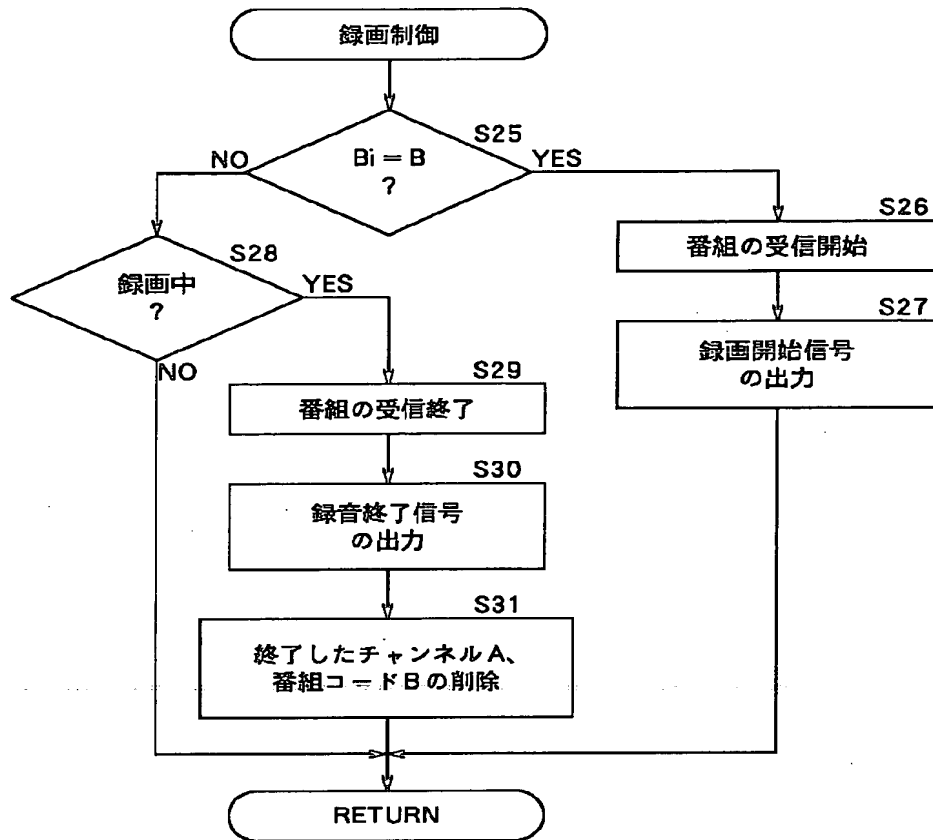 録画制御
S25
Bi = B
?
NO
YES
S26
番組の受信開始
S27
録画開始信号
の出力
S28
録画中
?
YES
NO
S29
番組の受信終了
S30
録音終了信号
の出力
S31
終了したチャンネルA、
番組コードBの削除
RETURN